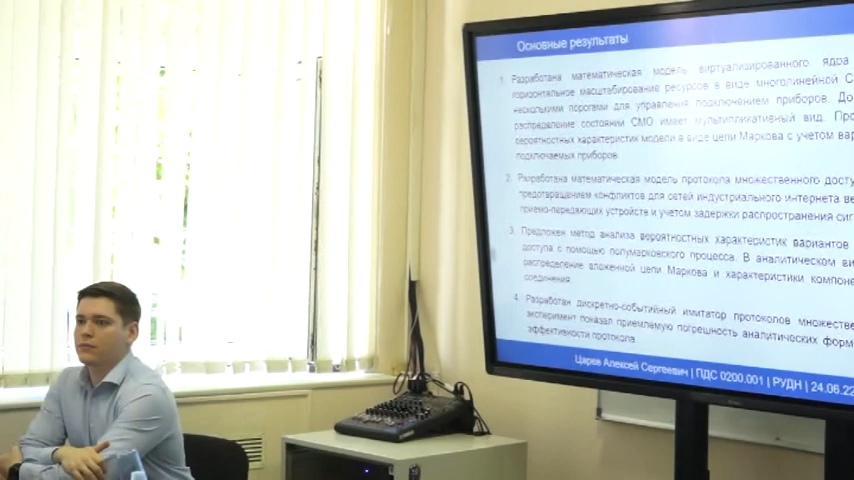 Основные результаты
1. Разработана математическая модель виртуализированного ядра
горизонтальное масштабирование ресурсов в виде многолинейной С
несколькими порогами для управления подключением приборов. До
распределение состояний СМО имеет мультипликативный вид. Про
вероятностных характеристик модели в виде цепи Маркова с учетом вар
подключаемых приборов.
2. Разработана математическая модель протокола множественного досту
предотвращением конфликтов для сетей индустриального интернета ве
приемо-передающих устройств и учетом задержки распространения сиг
3. Предложен метод анализа вероятностных характеристик вариантов
доступа с помощью полумарковского процесса. В аналитическом ви
распределение вложенной цепи Маркова и характеристики компоне
соединения.
4. Разработан дискретно-событийный имитатор протоколов множестве
эксперимент показал приемлемую погрешность аналитических форм
эффективности протокола.
Царев Алексей Сергеевич | ПДС 0200.001 | РУДН | 24.06.22